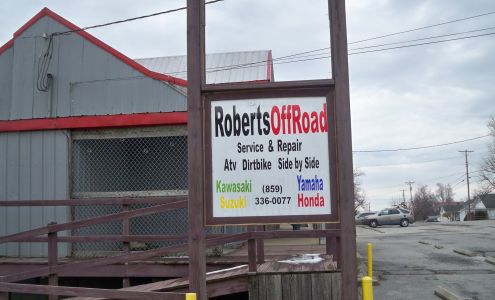 RobertsOffRoad
Service & Repair
Atv Dirtbike Side by Side
Kawasaki (859) Yamaha
Suzuki 336-0077 Honda